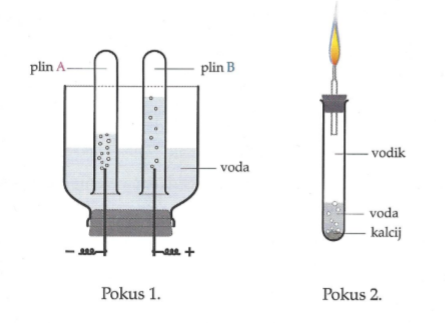 plin A
plin B
voda
- +
Pokus 1.
vodik
voda
kalcij
Pokus 2.